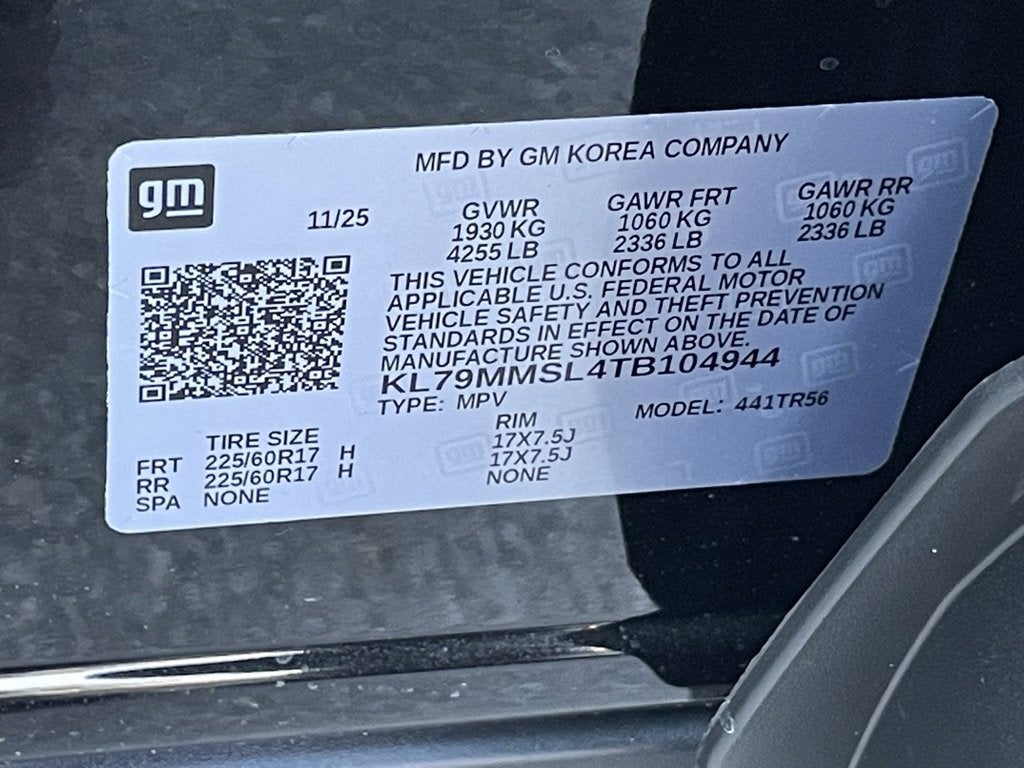 gm
MFD BY GM KOREA COMPANY
11/25
GVWR GAWR FRT GAWR RR
1930 KG 1060 KG 1060 KG
4255 LB 2336 LB 2336 LB
THIS VEHICLE CONFORMS TO ALL
APPLICABLE U.S. FEDERAL MOTOR
VEHICLE SAFETY AND THEFT PREVENTION
STANDARDS IN EFFECT ON THE DATE OF
MANUFACTURE SHOWN ABOVE.
KL79MMSL4TB104944
TYPE: MPV MODEL: 441TR56
TIRE SIZE RIM
FRT 225/60R17 H 17X7.5J
RR 225/60R17 H 17X7.5J
SPA NONE NONE